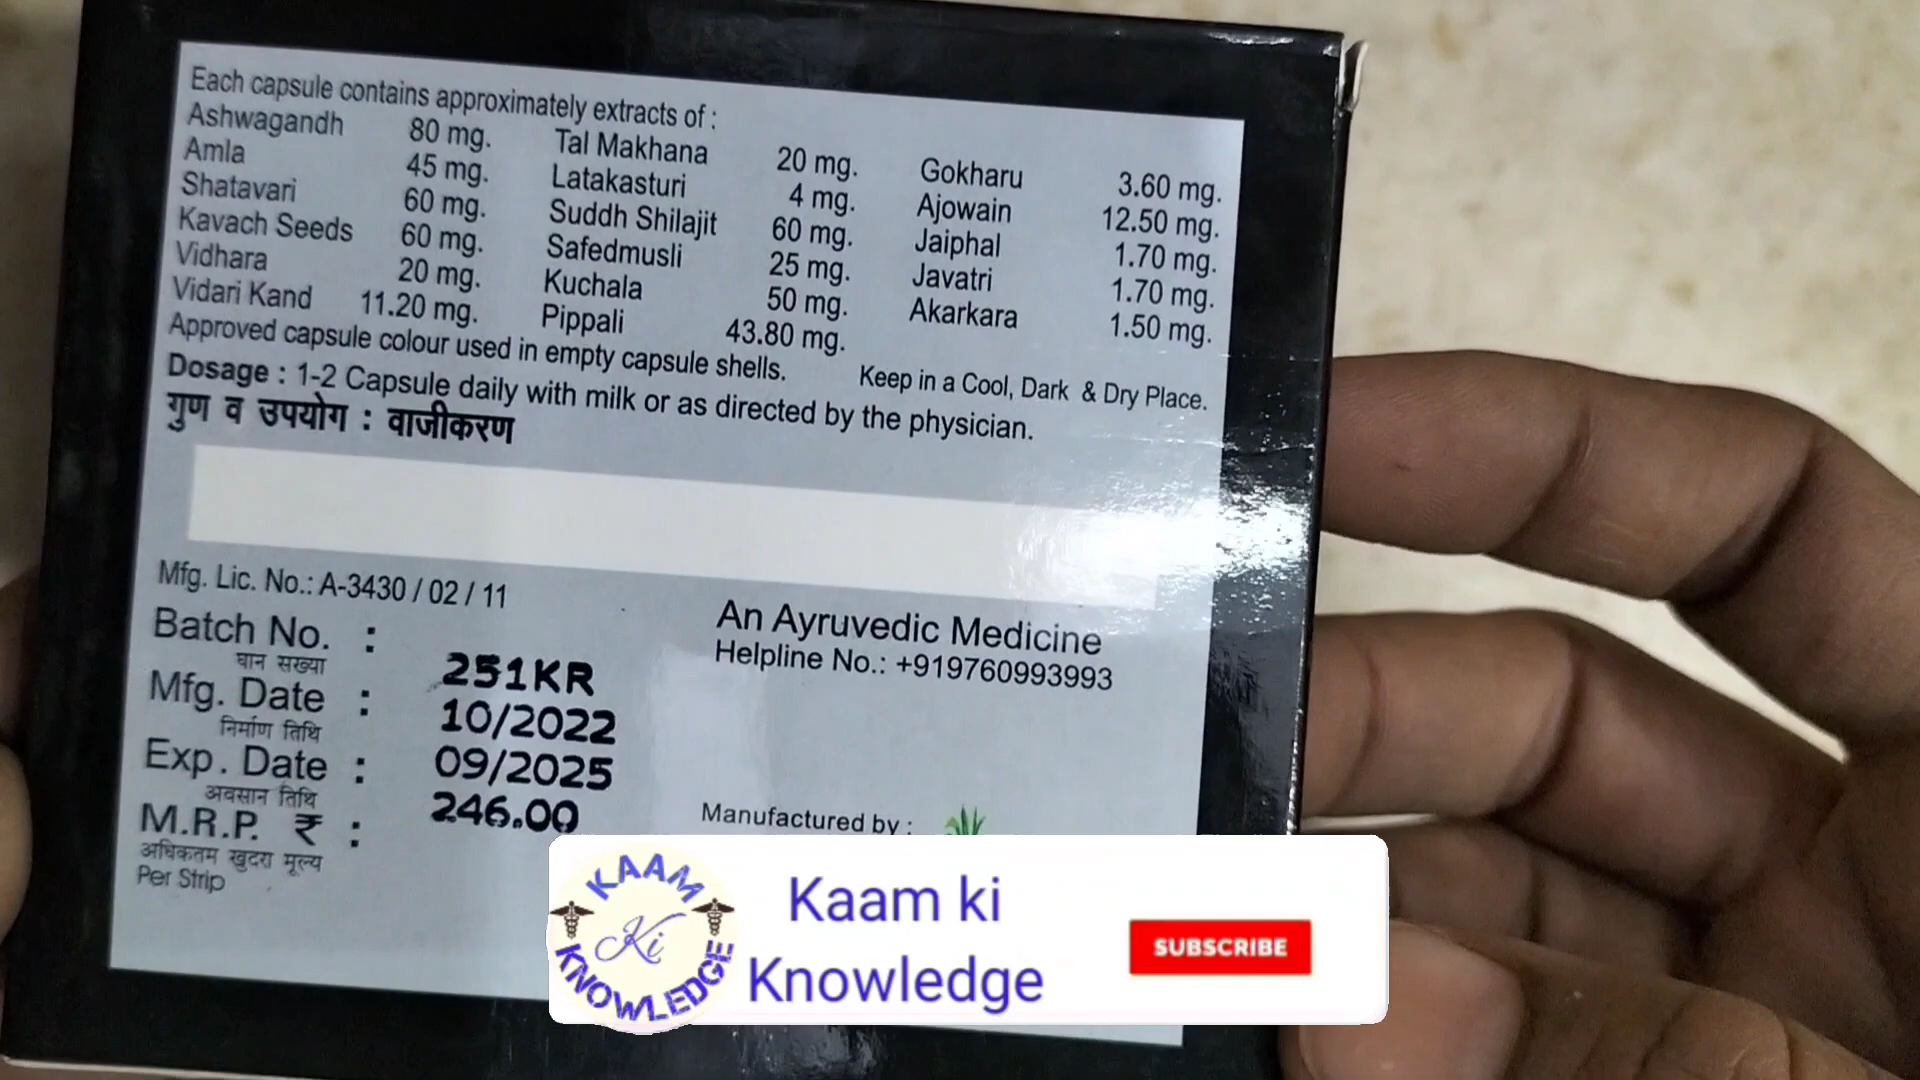 Each capsule contains approximately extracts of :
Ashwagandh 80 mg. Tal Makhana 20 mg. Gokharu 3.60 mg.
Amla 45 mg. Latakasturi 4 mg. Ajowain 12.50 mg.
Shatavari 60 mg. Suddh Shilajit 60 mg. Jaiphal 1.70 mg.
Kavach Seeds 60 mg. Safedmusli 25 mg. Javatri 1.70 mg.
Vidhara 20 mg. Kuchala 50 mg. Akarkara 1.50 mg.
Vidari Kand 11.20 mg. Pippali 43.80 mg.
Approved capsule colour used in empty capsule shells. Keep in a Cool, Dark & Dry Place.
Dosage : 1-2 Capsule daily with milk or as directed by the physician.
गुण व उपयोग : वाजीकरण
Mfg. Lic. No.: A-3430 / 02 / 11
An Ayruvedic Medicine
Helpline No.: +919760993993
Batch No. : 251KR
घान सख्या
Mfg. Date : 10/2022
निर्माण तिथि
Exp. Date : 09/2025
अवसान तिथि
M.R.P. ₹ : 246.00
अधिकतम खुदरा मूल्य
Per Strip
Manufactured by :
KAAM Ki KNOWLEDGE
Kaam ki
Knowledge
SUBSCRIBE